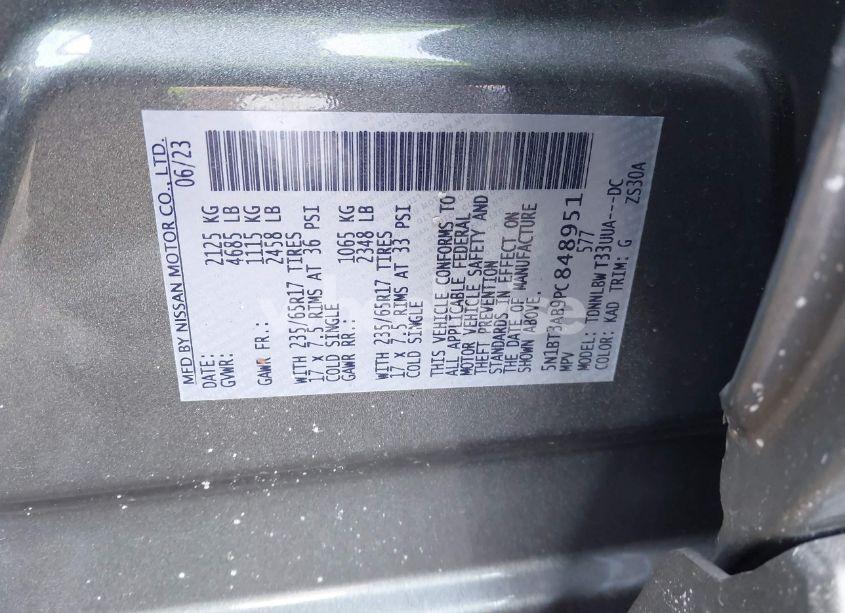 MFD BY NISSAN MOTOR CO., LTD.
DATE: 06/23
GVWR: 2125 KG
4685 LB
GAWR FR.: 1115 KG
2458 LB
WITH 235/65R17 TIRES
17 X 7.5 RIMS AT 36 PSI
COLD SINGLE
GAWR RR.: 1065 KG
2348 LB
WITH 235/65R17 TIRES
17 X 7.5 RIMS AT 33 PSI
COLD SINGLE
THIS VEHICLE CONFORMS TO
ALL APPLICABLE FEDERAL
MOTOR VEHICLE SAFETY AND
THEFT PREVENTION
STANDARDS IN EFFECT ON
THE DATE OF MANUFACTURE
SHOWN ABOVE.
5N1BT3AB9PC848951
MPV 577
MODEL: TDNNLBW T33UUA---DC
COLOR: KAD TRIM: G ZS30A